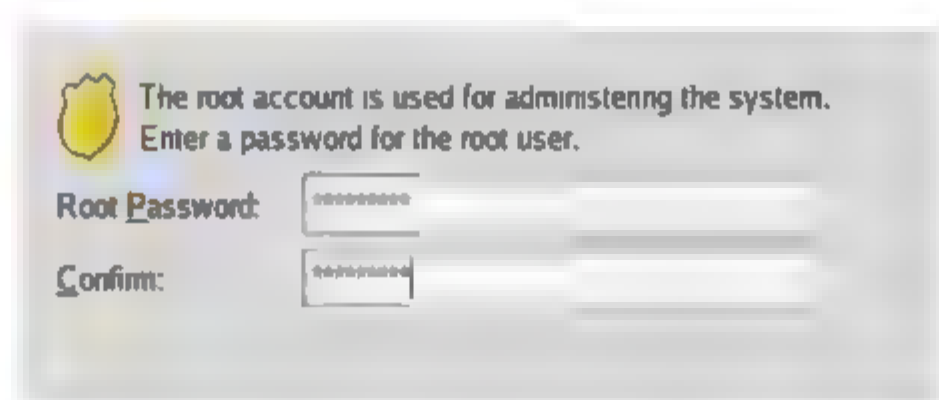 The root account is used for administering the system.
Enter a password for the root user.
Root Password:
Confirm: